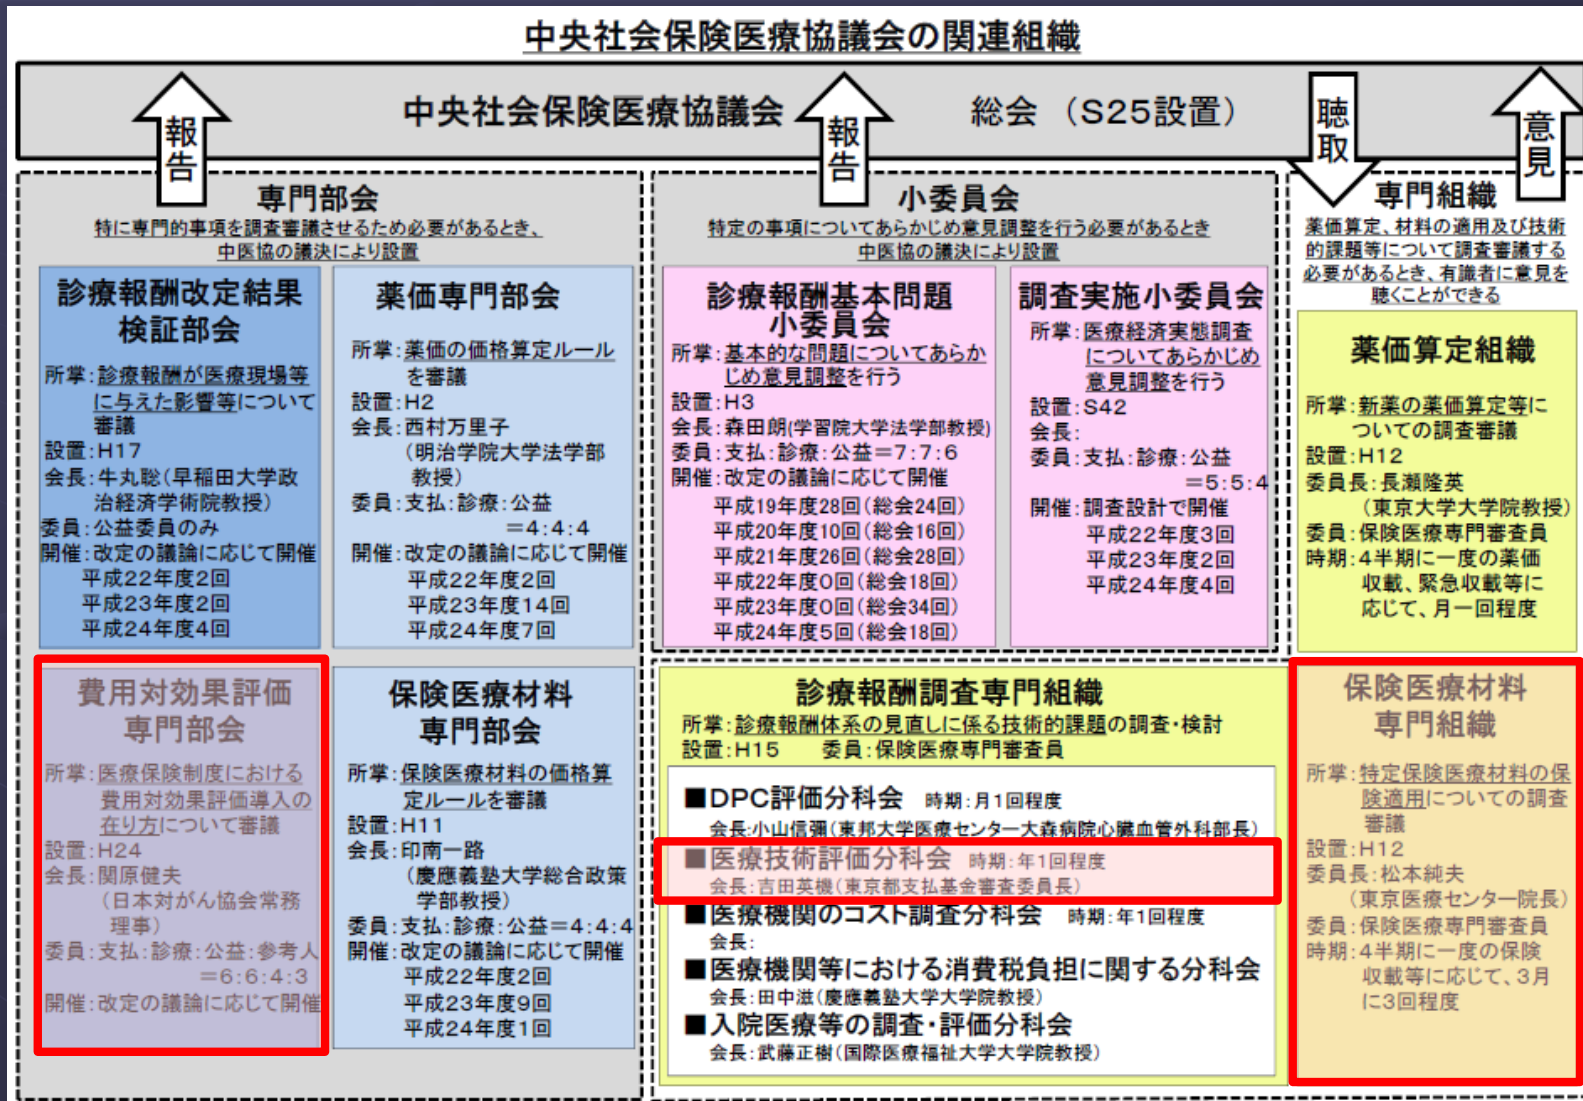 中央社会保険医療協議会の関連組織
中央社会保険医療協議会　総会　（S25設置）
報告
報告
聴取
意見
専門部会
特に専門的事項を調査審議させるため必要があるとき、
中医協の議決により設置
診療報酬改定結果
検証部会
所掌：診療報酬が医療現場等
に与えた影響等について
審議
設置：H17
会長：牛丸聡（早稲田大学政
治経済学術院教授）
委員：公益委員のみ
開催：改定の議論に応じて開催
平成22年度2回
平成23年度2回
平成24年度4回
薬価専門部会
所掌：薬価の価格算定ルール
を審議
設置：H2
会長：西村万里子
（明治学院大学法学部
教授）
委員：支払：診療：公益
＝4：4：4
開催：改定の議論に応じて開催
平成22年度2回
平成23年度14回
平成24年度7回
費用対効果評価
専門部会
所掌：医療保険制度における
費用対効果評価導入の
在り方について審議
設置：H24
会長：関原健夫
（日本対がん協会常務
理事）
委員：支払：診療：公益：参考人
＝6：6：4：3
開催：改定の議論に応じて開催
保険医療材料
専門部会
所掌：保険医療材料の価格算
定ルールを審議
設置：H11
会長：印南一路
（慶應義塾大学総合政策
学部教授）
委員：支払：診療：公益＝4：4：4
開催：改定の議論に応じて開催
平成22年度2回
平成23年度9回
平成24年度1回
小委員会
特定の事項についてあらかじめ意見調整を行う必要があるとき
中医協の議決により設置
診療報酬基本問題
小委員会
所掌：基本的な問題についてあらか
じめ意見調整を行う
設置：H3
会長：森田朗(学習院大学法学部教授)
委員：支払：診療：公益＝7：7：6
開催：改定の議論に応じて開催
平成19年度28回（総会24回）
平成20年度10回（総会16回）
平成21年度26回（総会28回）
平成22年度0回（総会18回）
平成23年度0回（総会34回）
平成24年度5回（総会18回）
調査実施小委員会
所掌：医療経済実態調査
についてあらかじめ
意見調整を行う
設置：S42
会長：
委員：支払：診療：公益
＝5：5：4
開催：調査設計で開催
平成22年度3回
平成23年度2回
平成24年度4回
診療報酬調査専門組織
所掌：診療報酬体系の見直しに係る技術的課題の調査・検討
設置：H15　委員：保険医療専門審査員
■DPC評価分科会　時期：月1回程度
会長：小山信彌（東邦大学医療センター大森病院心臓血管外科部長）
■医療技術評価分科会　時期：年1回程度
会長：吉田英機（東京都支払基金審査委員長）
■医療機関のコスト調査分科会　時期：年1回程度
会長：
■医療機関等における消費税負担に関する分科会
会長：田中滋（慶應義塾大学大学院教授）
■入院医療等の調査・評価分科会
会長：武藤正樹（国際医療福祉大学大学院教授）
専門組織
薬価算定、材料の適用及び技術
的課題等について調査審議する
必要があるとき、有識者に意見を
聴くことができる
薬価算定組織
所掌：新薬の薬価算定等に
ついての調査審議
設置：H12
委員長：長瀬隆英
（東京大学大学院教授）
委員：保険医療専門審査員
時期：4半期に一度の薬価
収載、緊急収載等に
応じて、月一回程度
保険医療材料
専門組織
所掌：特定保険医療材料の保
険適用についての調査
審議
設置：H12
委員長：松本純夫
（東京医療センター院長）
委員：保険医療専門審査員
時期：4半期に一度の保険
収載等に応じて、3月
に3回程度